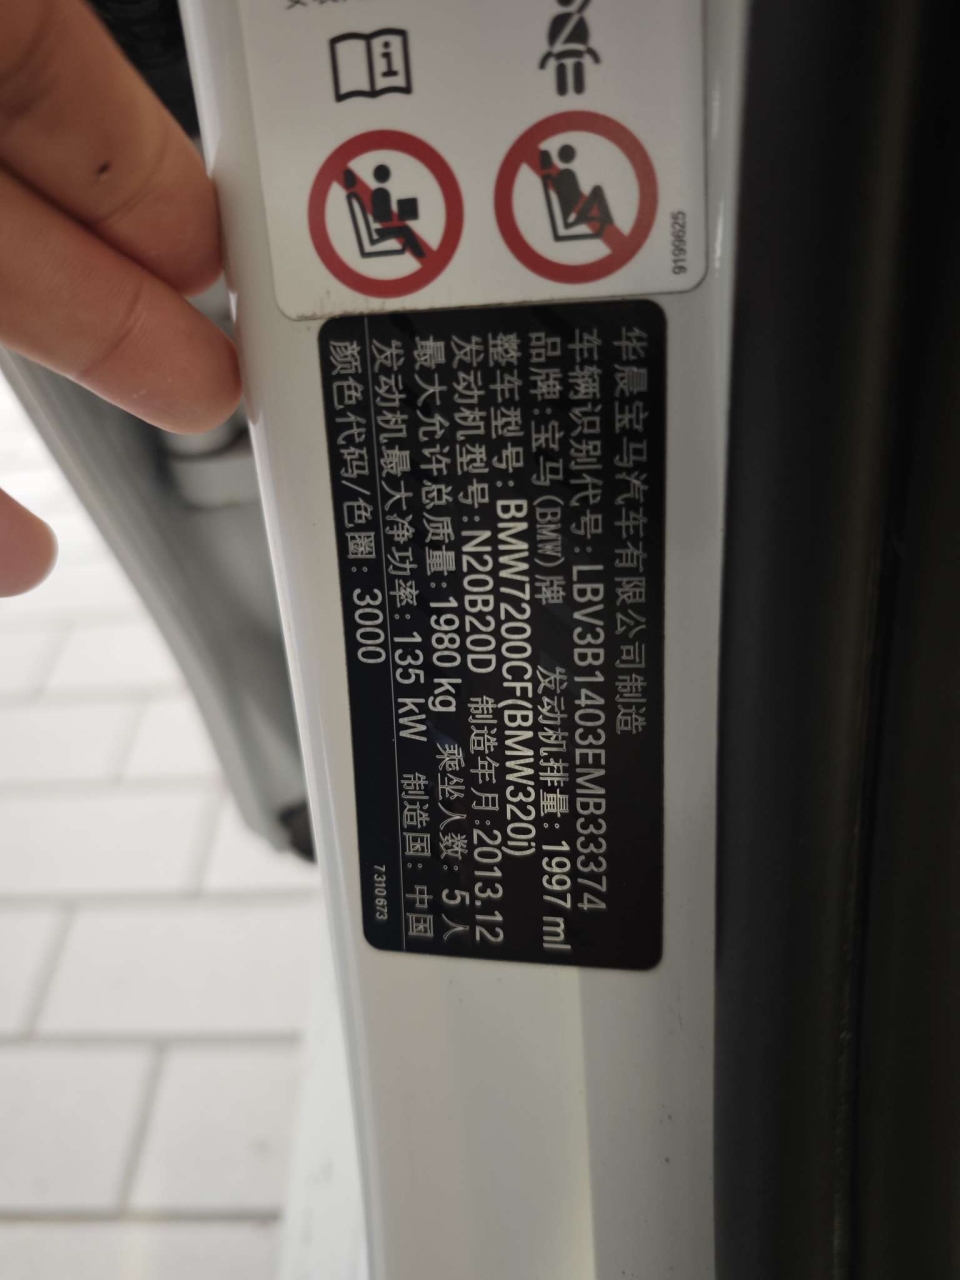 9199625
华晨宝马汽车有限公司制造
车辆识别代号:LBV3B1403EMB33374
品牌:宝马(BMW)牌 发动机排量:1997 ml
整车型号:BMW7200CF(BMW320i)
发动机型号:N20B20D 制造年月:2013.12
最大允许总质量:1980 kg 乘坐人数:5人
发动机最大净功率:135 kW 制造国:中国
颜色代码/色圈:3000
7310673